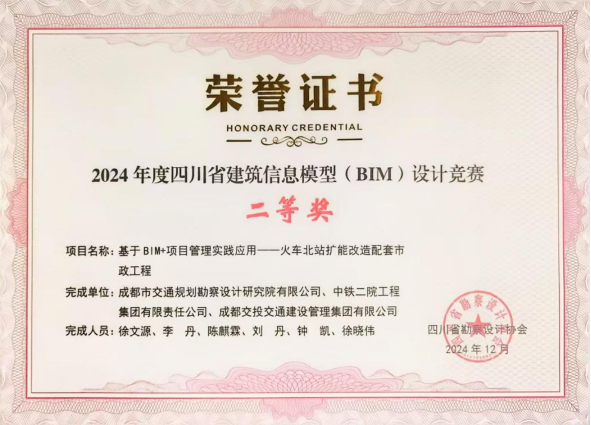 荣誉证书
HONORARY CREDENTIAL
2024 年度四川省建筑信息模型（BIM）设计竞赛
二等奖
项目名称：基于BIM+项目管理实践应用——火车北站扩能改造配套市
政工程
完成单位：成都市交通规划勘察设计研究院有限公司、中铁二院工程
集团有限责任公司、成都交投交通建设管理集团有限公司
完成人员：徐文源、李　丹、陈麒霖、刘　丹、钟　凯、徐晓伟
四川省勘察设计协会
2024 年 12 月